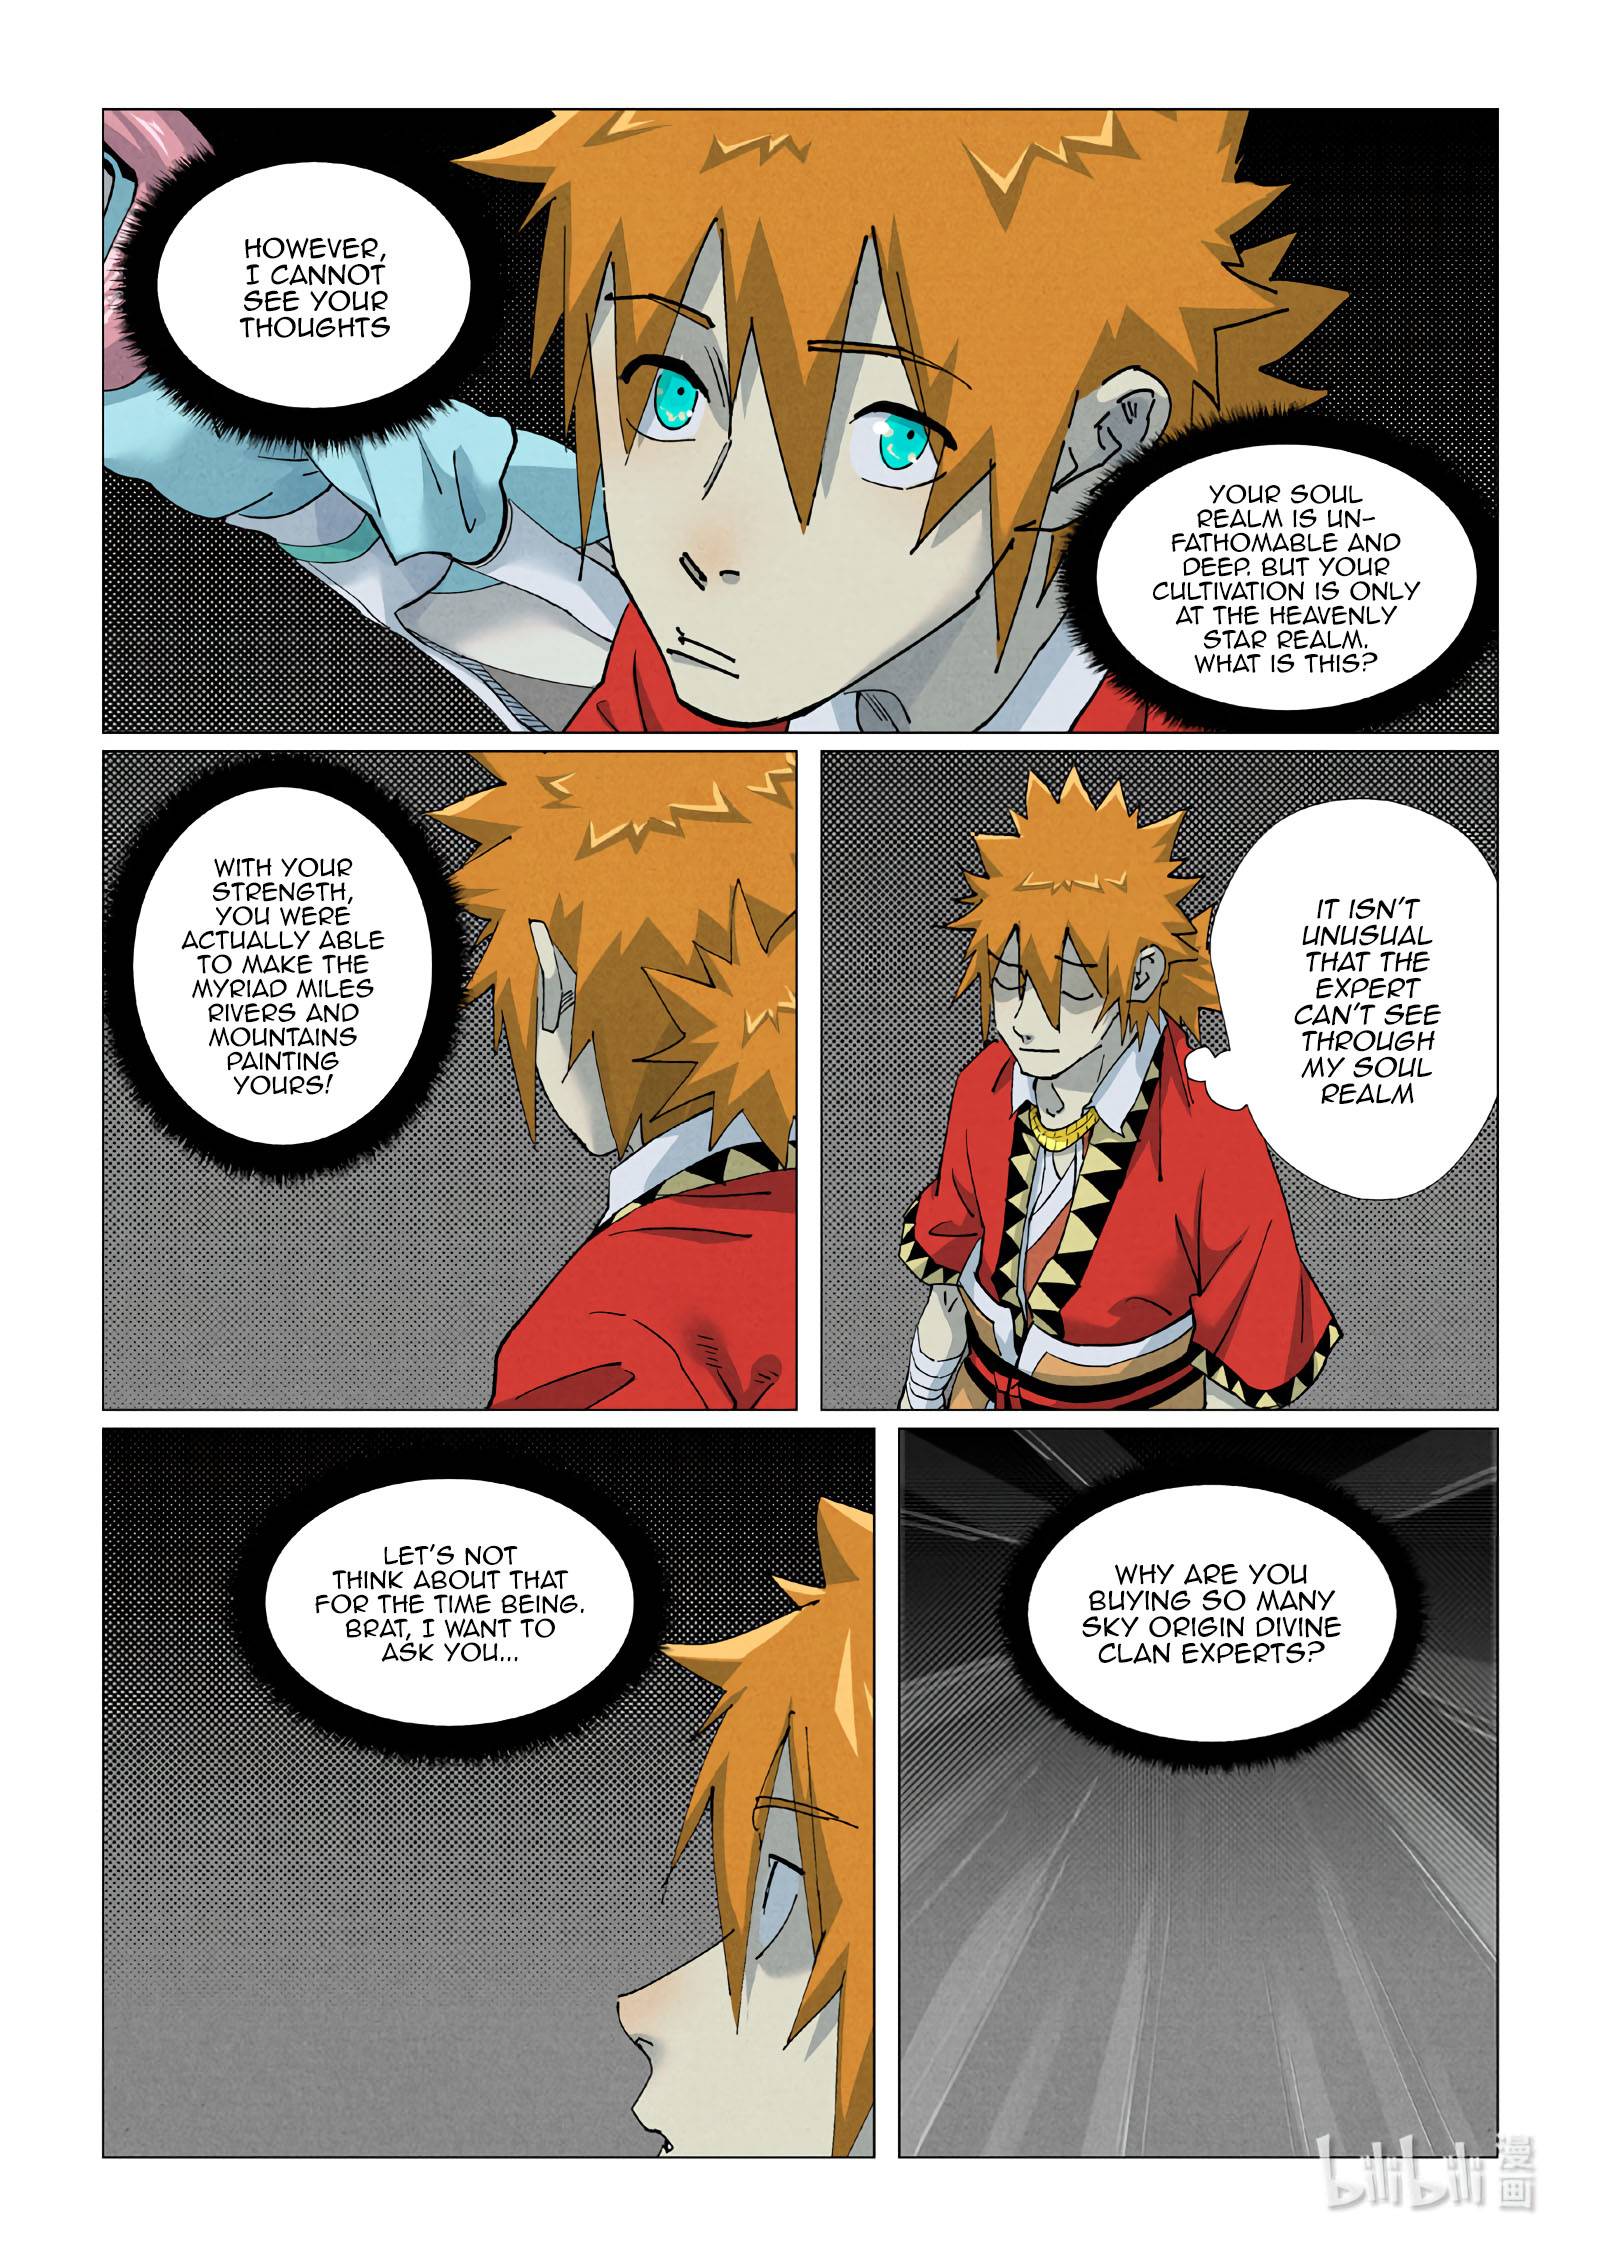 HOWEVER,
I CANNOT
SEE YOUR
THOUGHTS
YOUR SOUL
REALM IS UN-
FATHOMABLE AND
DEEP. BUT YOUR
CULTIVATION IS ONLY
AT THE HEAVENLY
STAR REALM.
WHAT IS THIS?
WITH YOUR
STRENGTH,
YOU WERE
ACTUALLY ABLE
TO MAKE THE
MYRIAD MILES
RIVERS AND
MOUNTAINS
PAINTING
YOURS!
IT ISN'T
UNUSUAL
THAT THE
EXPERT
CAN'T SEE
THROUGH
MY SOUL
REALM
LET'S NOT
THINK ABOUT THAT
FOR THE TIME BEING.
BRAT, I WANT TO
ASK YOU...
WHY ARE YOU
BUYING SO MANY
SKY ORIGIN DIVINE
CLAN EXPERTS?
bilibili 漫画